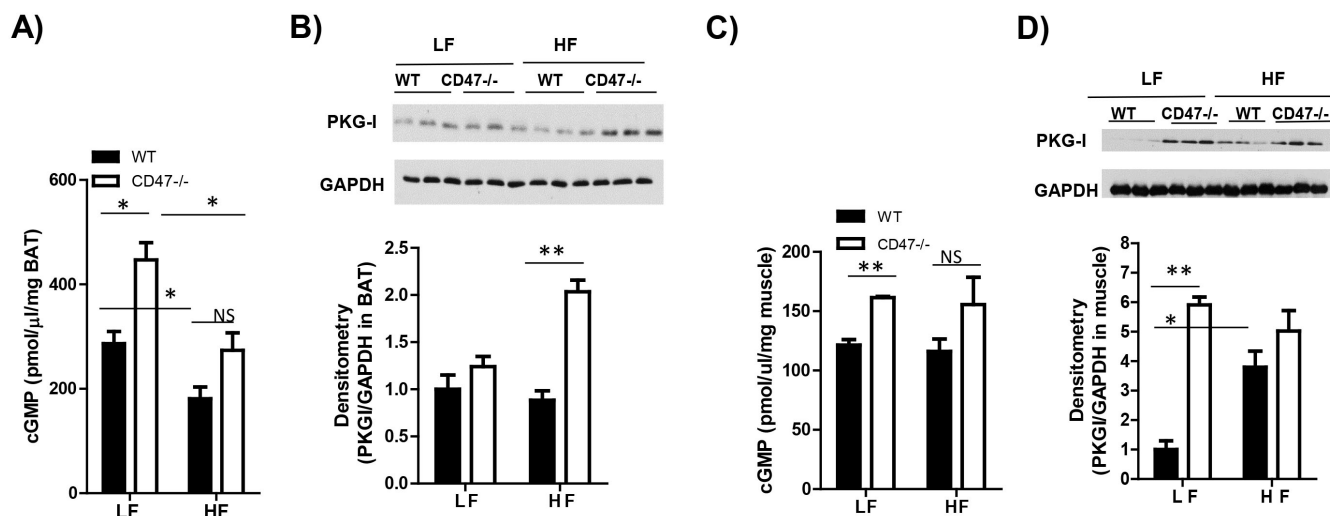 A)
WT
CD47-/-
600
400
200
0
cGMP (pmol/μl/mg BAT)
*
*
*
NS
LF HF
B)
LF HF
WT CD47-/- WT CD47-/-
PKG-I
GAPDH
2.5
2.0
1.5
1.0
0.5
0.0
Densitometry
(PKGI/GAPDH in BAT)
**
LF HF
C)
WT
CD47-/-
200
150
100
50
0
cGMP (pmol/ul/mg muscle)
**
NS
LF HF
D)
LF HF
WT CD47-/- WT CD47-/-
PKG-I
GAPDH
8
7
6
5
4
3
2
1
0
Densitometry
(PKGI/GAPDH in muscle)
**
*
LF HF